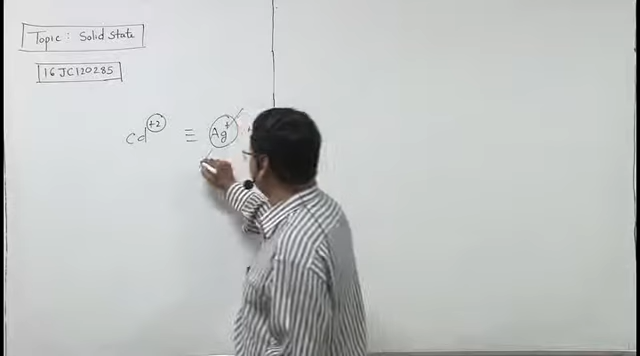 Topic : Solid State
16JC120285
Cd+2 ≡ Ag+